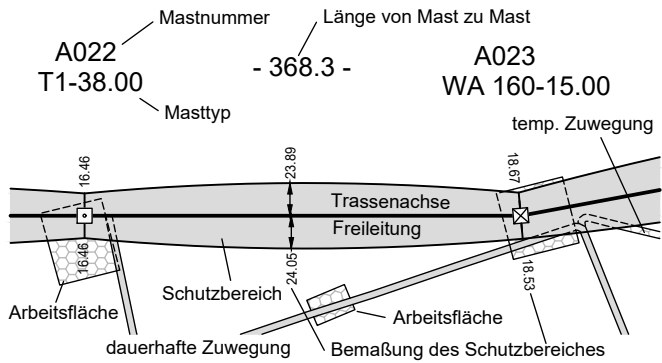 Mastnummer
Länge von Mast zu Mast
A022
T1-38.00
- 368.3 -
A023
WA 160-15.00
Masttyp
temp. Zuwegung
16.46
23.89
18.67
Trassenachse
Freileitung
16.46
24.05
18.53
Schutzbereich
Arbeitsfläche
Arbeitsfläche
dauerhafte Zuwegung
Bemaßung des Schutzbereiches